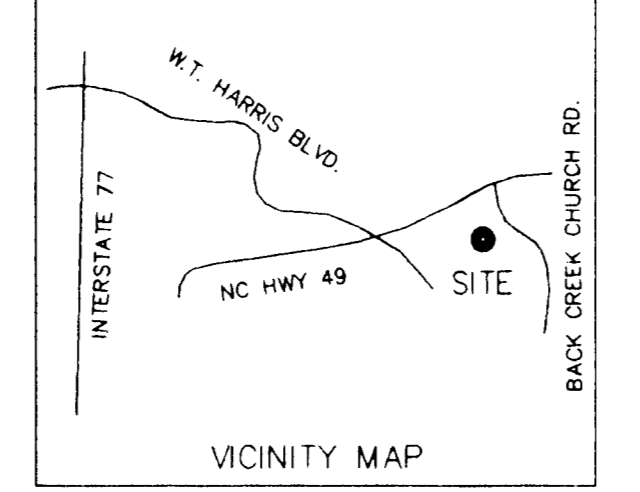 W.T. HARRIS BLVD.
INTERSTATE 77
NC HWY 49
SITE
BACK CREEK CHURCH RD.
VICINITY MAP